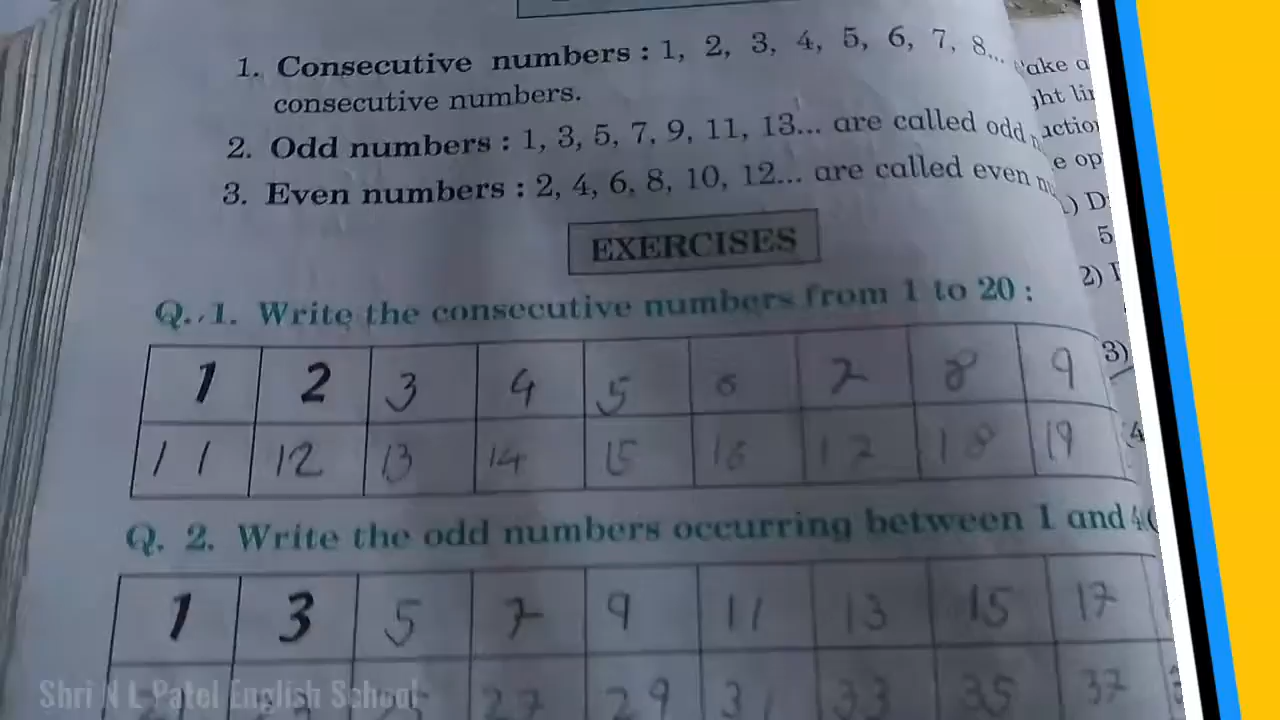 1. Consecutive numbers : 1, 2, 3, 4, 5, 6, 7, 8...
consecutive numbers.
2. Odd numbers : 1, 3, 5, 7, 9, 11, 13... are called odd
3. Even numbers : 2, 4, 6, 8, 10, 12... are called even
EXERCISES
Q. 1. Write the consecutive numbers from 1 to 20 :
1 2 3 4 5 6 7 8 9
11 12 13 14 15 16 17 18 19
Q. 2. Write the odd numbers occurring between 1 and
1 3 5 7 9 11 13 15 17
27 29 31 33 35 37
Shri N L Patel English School
2)
3)